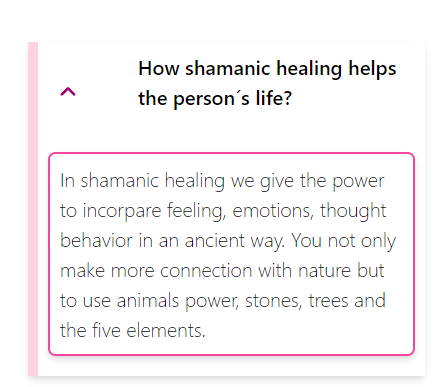 How shamanic healing helps
the person´s life?
In shamanic healing we give the power
to incorpare feeling, emotions, thought
behavior in an ancient way. You not only
make more connection with nature but
to use animals power, stones, trees and
the five elements.